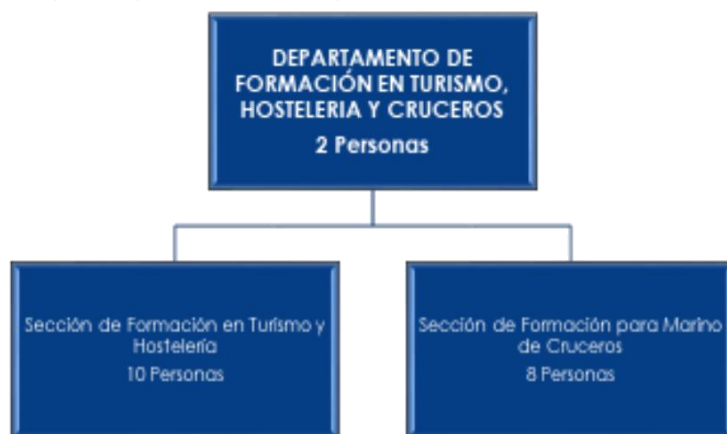 DEPARTAMENTO DE
FORMACIÓN EN TURISMO,
HOSTELERIA Y CRUCEROS
2 Personas
Sección de Formación en Turismo y
Hostelería
10 Personas
Sección de Formación para Marino
de Cruceros
8 Personas